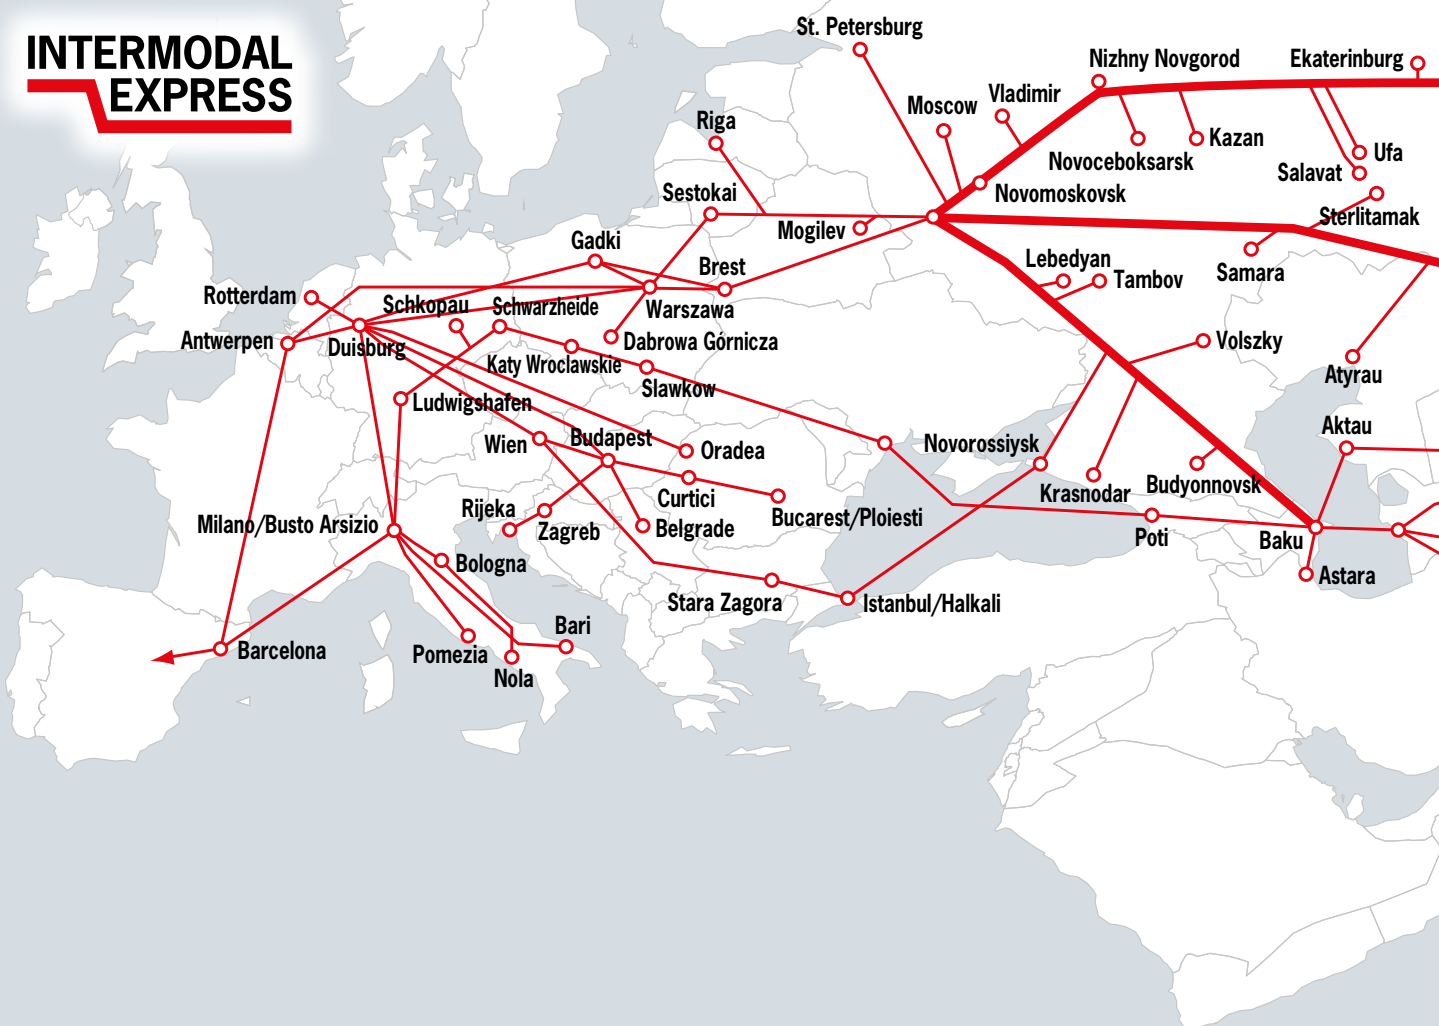 INTERMODAL
EXPRESS
St. Petersburg
Nizhny Novgorod
Ekaterinburg
Vladimir
Moscow
Riga
Kazan
Novoceboksarsk
Ufa
Salavat
Sestokai
Novomoskovsk
Sterlitamak
Mogilev
Gadki
Brest
Lebedyan
Tambov
Samara
Rotterdam
Schkopau
Schwarzheide
Warszawa
Antwerpen
Duisburg
Dabrowa Górnicza
Volszky
Katy Wroclawskie
Slawkow
Atyrau
Ludwigshafen
Aktau
Wien
Budapest
Oradea
Novorossiysk
Krasnodar
Budyonnovsk
Curtici
Rijeka
Zagreb
Belgrade
Bucarest/Ploiesti
Milano/Busto Arsizio
Poti
Baku
Bologna
Astara
Stara Zagora
Istanbul/Halkali
Bari
Barcelona
Pomezia
Nola